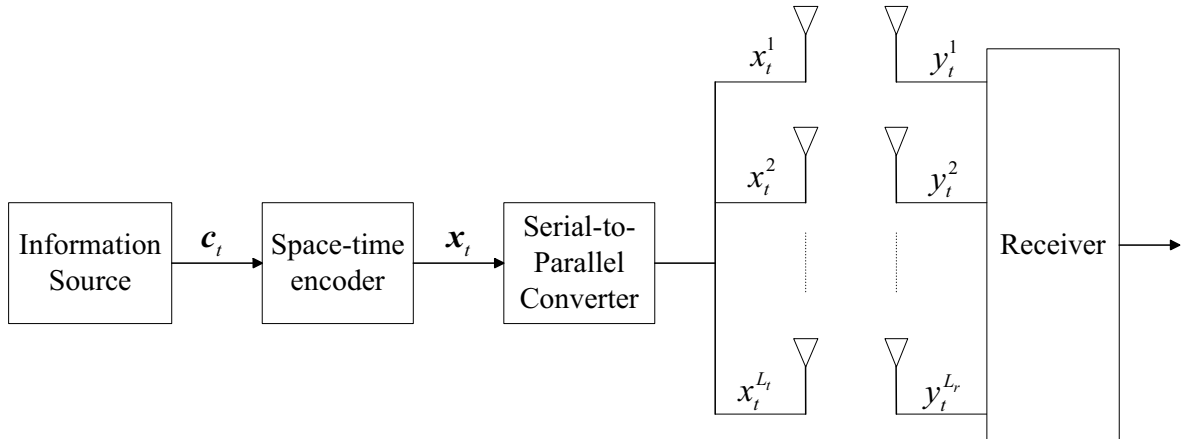 Information
Source
c_t
Space-time
encoder
x_t
Serial-to-
Parallel
Converter
x_t^1
x_t^2
x_t^{L_t}
y_t^1
y_t^2
y_t^{L_r}
Receiver